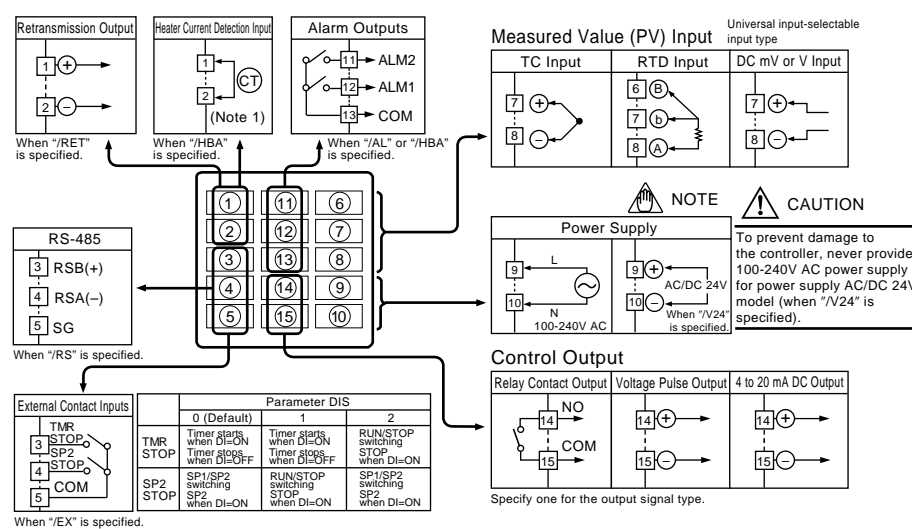 Retransmission Output
1 +
2 –
When "/RET"
is specified.
Heater Current Detection Input
1
2
CT
(Note 1)
When "/HBA"
is specified.
Alarm Outputs
11 ALM2
12 ALM1
13 COM
When "/AL" or "/HBA"
is specified.
Measured Value (PV) Input
Universal input-selectable
input type
TC Input
7 +
8 –
RTD Input
6 B
7 b
8 A
DC mV or V Input
7 +
8 –
1 11 6
2 12 7
3 13 8
4 14 9
5 15 10
RS-485
3 RSB(+)
4 RSA(–)
5 SG
When "/RS" is specified.
NOTE
Power Supply
9 L
10 N
100-240V AC
9 +
AC/DC 24V
10 –
When "/V24"
is specified.
CAUTION
To prevent damage to
the controller, never provide
100-240V AC power supply
for power supply AC/DC 24V
model (when "/V24" is
specified).
Control Output
Relay Contact Output
14 NO
15 COM
Voltage Pulse Output
14 +
15 –
4 to 20 mA DC Output
14 +
15 –
Specify one for the output signal type.
External Contact Inputs
TMR
3 STOP
SP2
4 STOP
5 COM
When "/EX" is specified.
Parameter DIS
0 (Default) 1 2
TMR
STOP
Timer starts
when DI=ON
Timer stops
when DI=OFF
Timer starts
when DI=ON
Timer stops
when DI=OFF
RUN/STOP
switching
STOP
when DI=ON
SP2
STOP
SP1/SP2
switching
SP2
when DI=ON
RUN/STOP
switching
STOP
when DI=ON
SP1/SP2
switching
SP2
when DI=ON